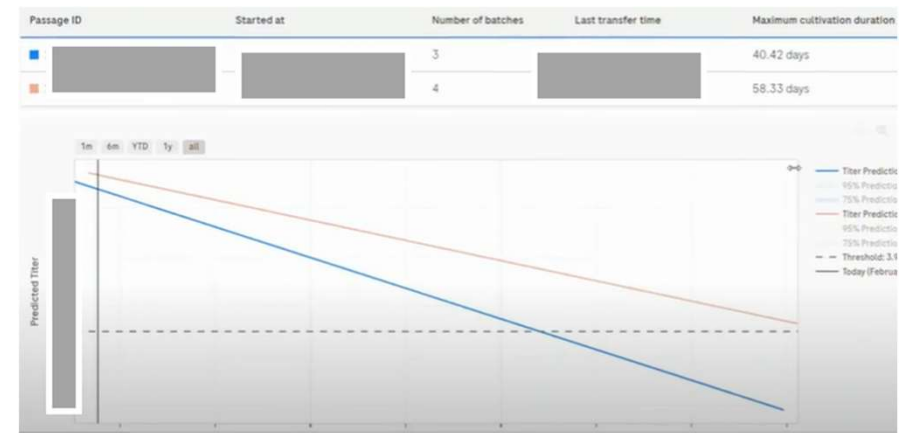 Passage ID Started at Number of batches Last transfer time Maximum cultivation duration
3 40.42 days
4 58.33 days
1m 6m YTD 1y all
Titer Predictio
95% Predictio
75% Predictio
Titer Predictio
95% Predictio
75% Predictio
Threshold: 3.9
Today (Februa
Predicted Titer